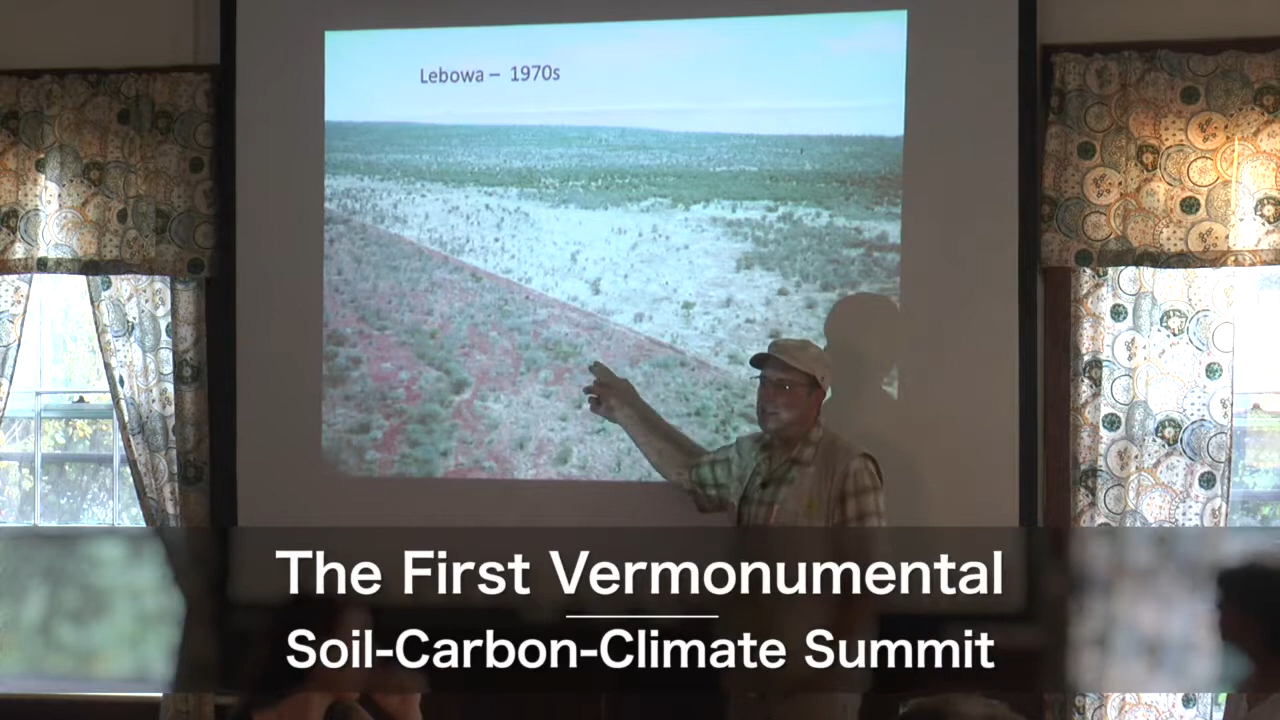 Lebowa – 1970s
The First Vermonumental
Soil-Carbon-Climate Summit